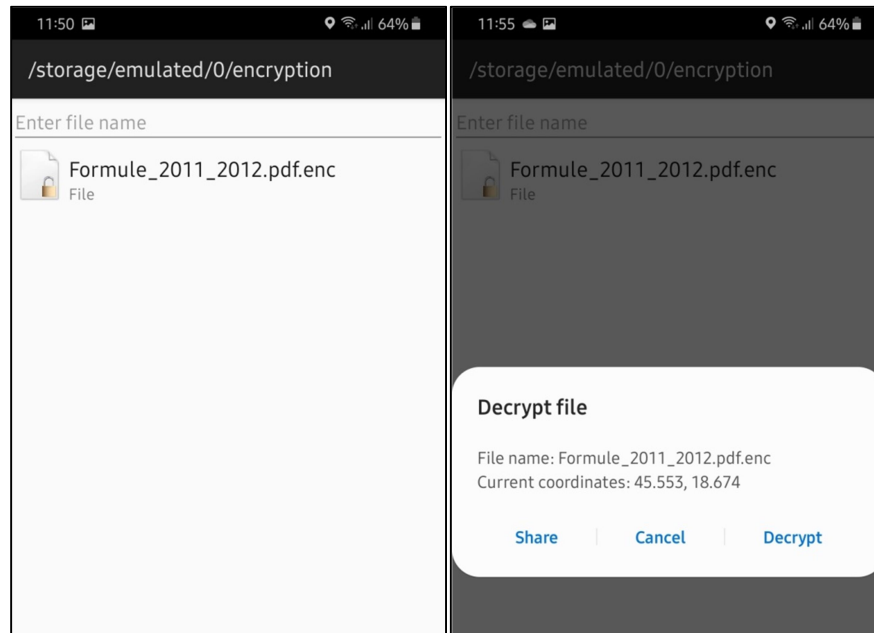 11:50
64%
/storage/emulated/0/encryption
Enter file name
Formule_2011_2012.pdf.enc
File
11:55
64%
/storage/emulated/0/encryption
Enter file name
Formule_2011_2012.pdf.enc
File
Decrypt file
File name: Formule_2011_2012.pdf.enc
Current coordinates: 45.553, 18.674
Share
Cancel
Decrypt